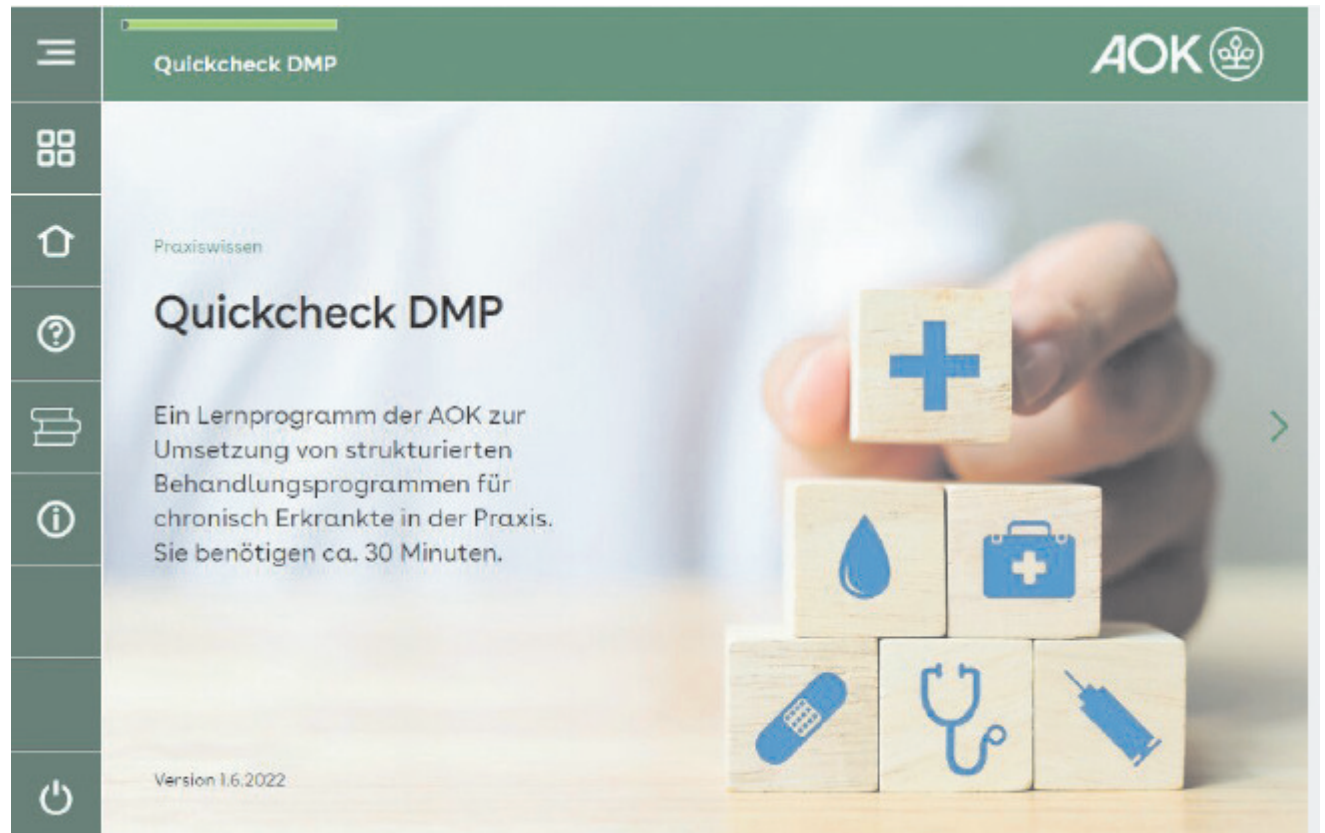 Quickcheck DMP
AOK
Praxiswissen
Quickcheck DMP
Ein Lernprogramm der AOK zur
Umsetzung von strukturierten
Behandlungsprogrammen für
chronisch Erkrankte in der Praxis.
Sie benötigen ca. 30 Minuten.
Version 1.6.2022